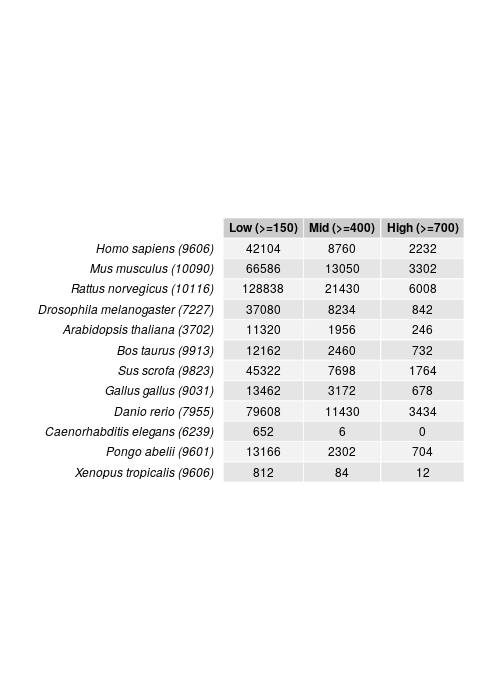 Low (>=150) Mid (>=400) High (>=700)
Homo sapiens (9606) 42104 8760 2232
Mus musculus (10090) 66586 13050 3302
Rattus norvegicus (10116) 128838 21430 6008
Drosophila melanogaster (7227) 37080 8234 842
Arabidopsis thaliana (3702) 11320 1956 246
Bos taurus (9913) 12162 2460 732
Sus scrofa (9823) 45322 7698 1764
Gallus gallus (9031) 13462 3172 678
Danio rerio (7955) 79608 11430 3434
Caenorhabditis elegans (6239) 652 6 0
Pongo abelii (9601) 13166 2302 704
Xenopus tropicalis (9606) 812 84 12